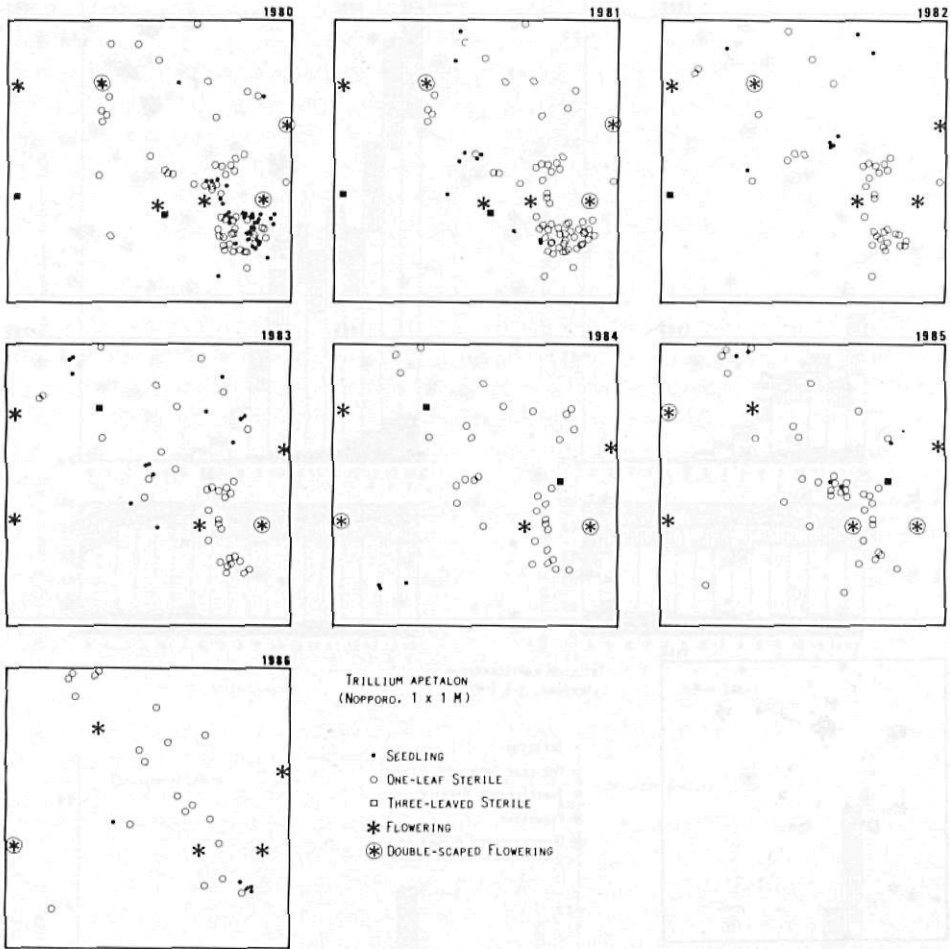 1980
1981
1982
1983
1984
1985
1986
TRILLIUM APETALON
(NOPPORO, 1 x 1 M)
SEEDLING
ONE-LEAF STERILE
THREE-LEAVED STERILE
FLOWERING
DOUBLE-SCAPED FLOWERING